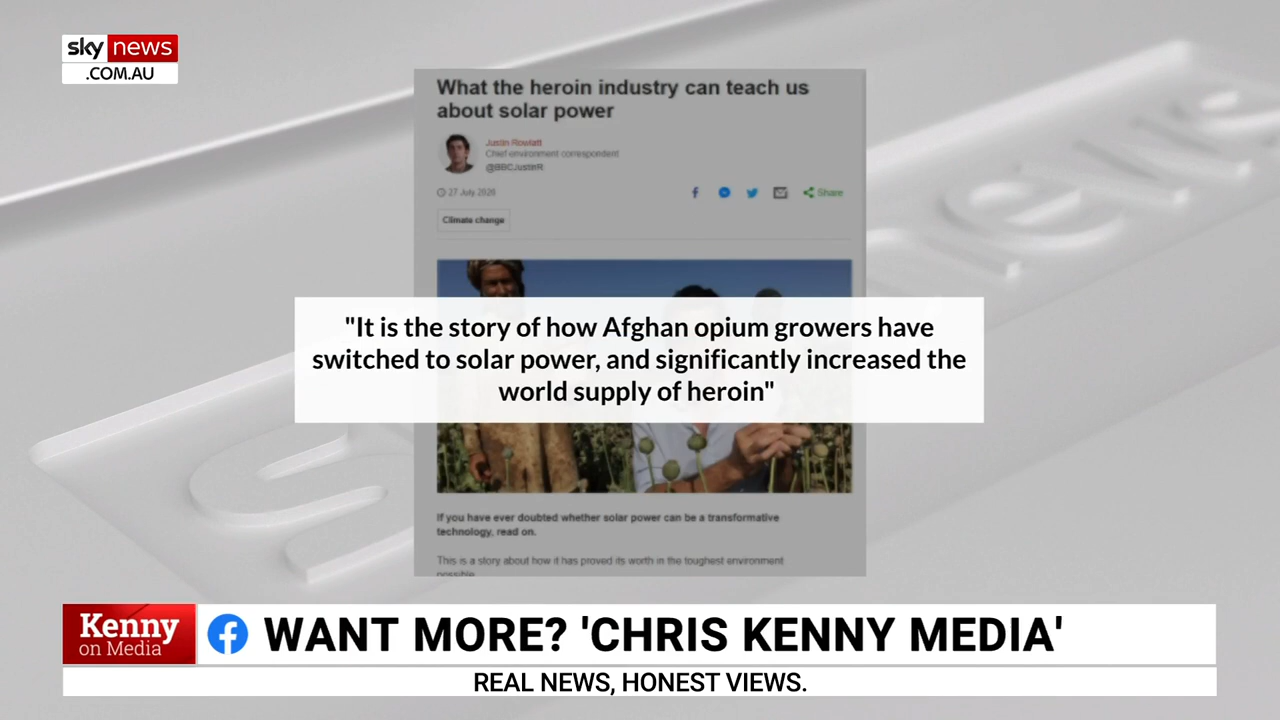 sky news
.COM.AU
What the heroin industry can teach us
about solar power
Justin Rowlatt
Chief environment correspondent
@BBCJustinR
27 July 2020
Share
Climate change
"It is the story of how Afghan opium growers have
switched to solar power, and significantly increased the
world supply of heroin"
If you have ever doubted whether solar power can be a transformative
technology, read on.
This is a story about how it has proved its worth in the toughest environment
possible
Kenny
on Media
WANT MORE? 'CHRIS KENNY MEDIA'
REAL NEWS, HONEST VIEWS.